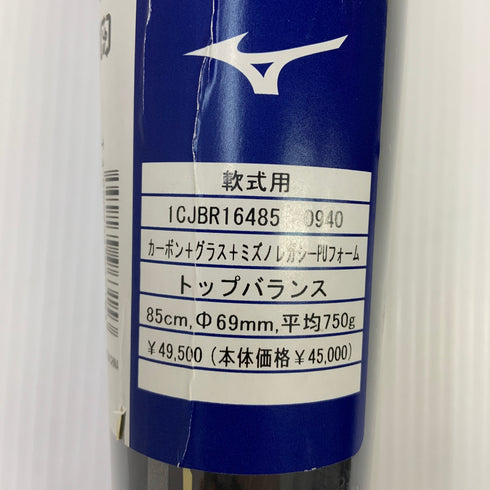 軟式用
1CJBR16485 0940
カーボン+グラス+ミズノレガシーPUフォーム
トップバランス
85cm,Φ69mm,平均750g
¥49,500(本体価格¥45,000)